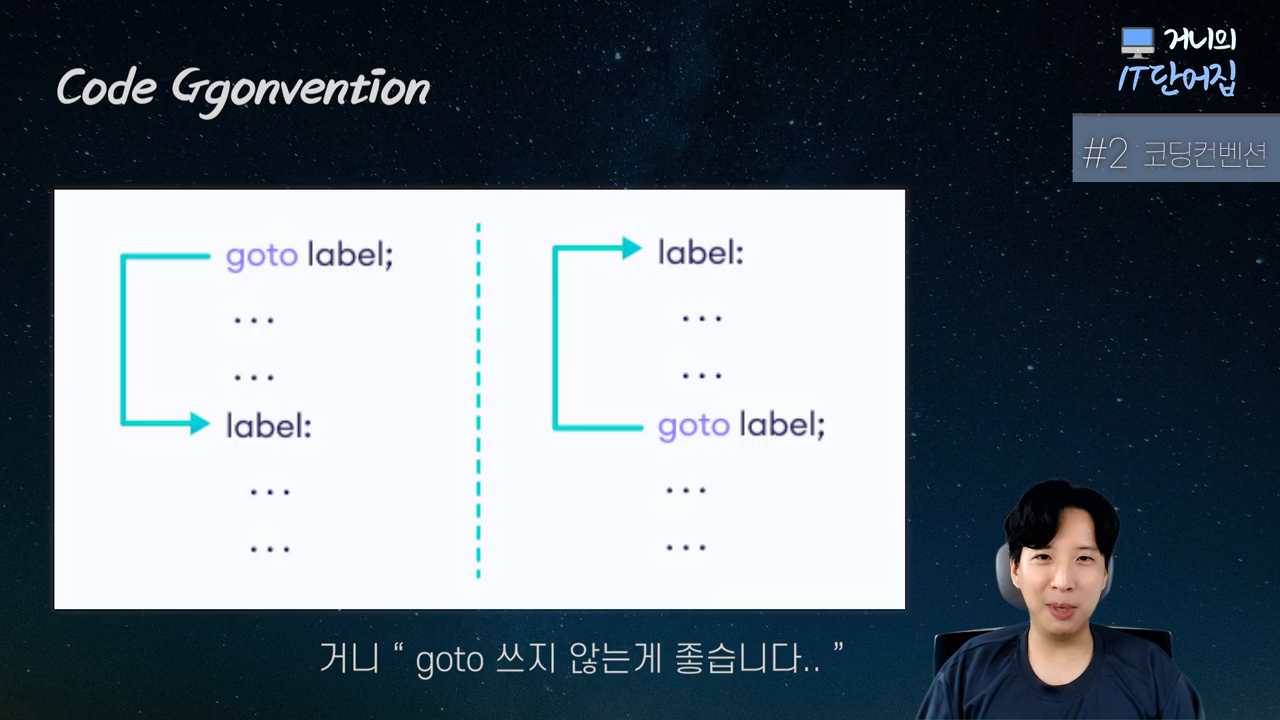 Code Ggonvention
거니의
IT단어집
#2 코딩컨벤션
goto label;
...
...
label:
...
...
label:
...
...
goto label;
...
...
거니 “ goto 쓰지 않는게 좋습니다.. ”